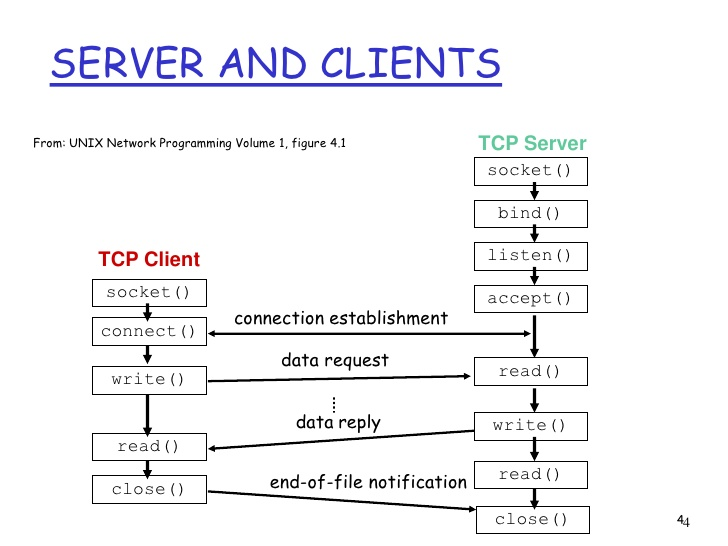 SERVER AND CLIENTS
From: UNIX Network Programming Volume 1, figure 4.1
TCP Server
socket()
bind()
listen()
TCP Client
accept()
socket()
connection establishment
connect()
data request
read()
write()
data reply
write()
read()
read()
end-of-file notification
close()
close()
4
4